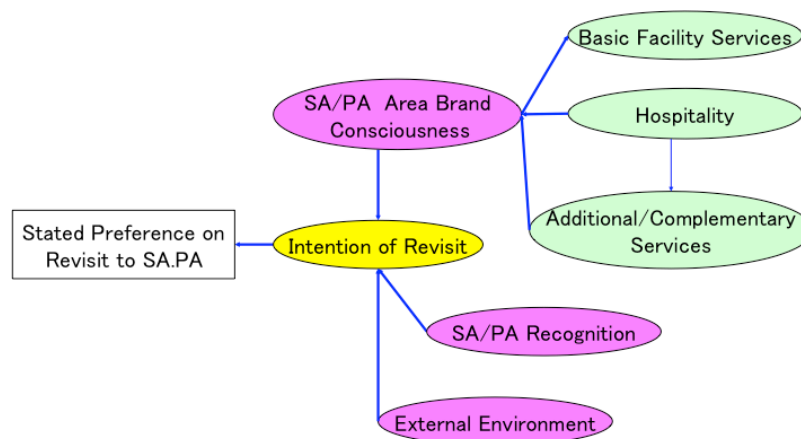 Basic Facility Services
SA/PA Area Brand
Consciousness
Hospitality
Additional/Complementary
Services
Stated Preference on
Revisit to SA.PA
Intention of Revisit
SA/PA Recognition
External Environment